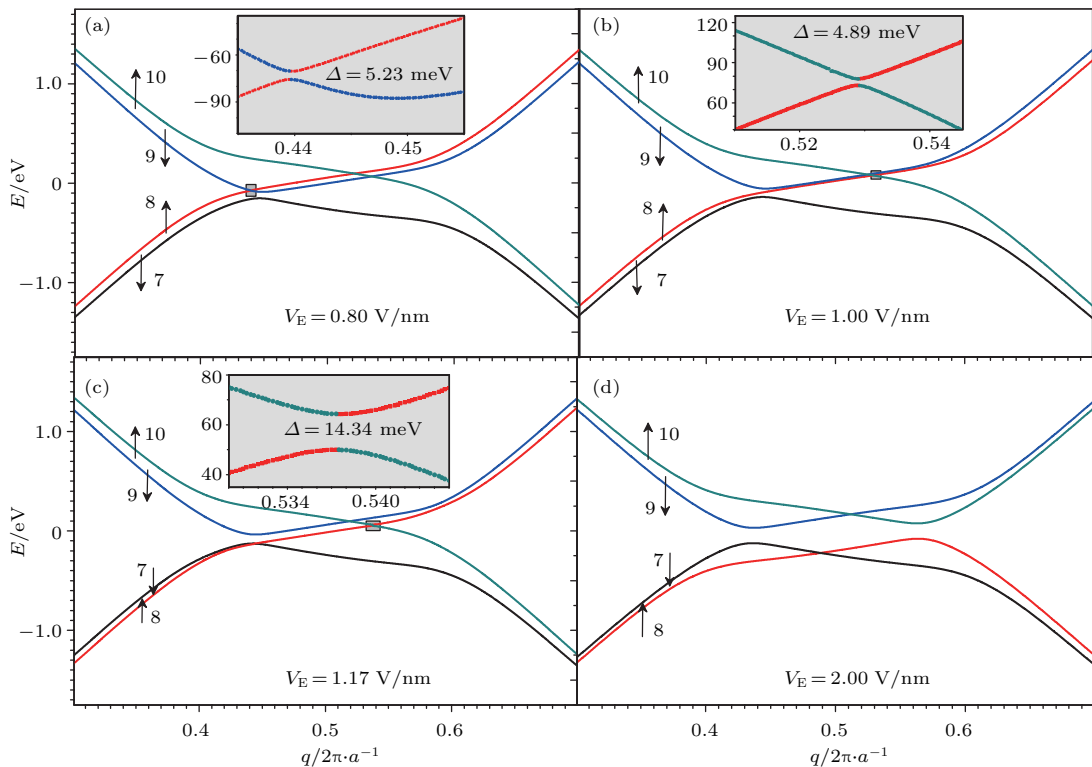 (a)
−60
−90
Δ = 5.23 meV
0.44
0.45
10
9
8
7
1.0
0
−1.0
E/eV
V_E = 0.80 V/nm
(b)
120
90
60
Δ = 4.89 meV
0.52
0.54
10
9
8
7
V_E = 1.00 V/nm
(c)
80
60
40
Δ = 14.34 meV
0.534
0.540
10
9
7
8
1.0
0
−1.0
E/eV
V_E = 1.17 V/nm
0.4
0.5
0.6
q/2π·a⁻¹
(d)
10
9
7
8
V_E = 2.00 V/nm
0.4
0.5
0.6
q/2π·a⁻¹